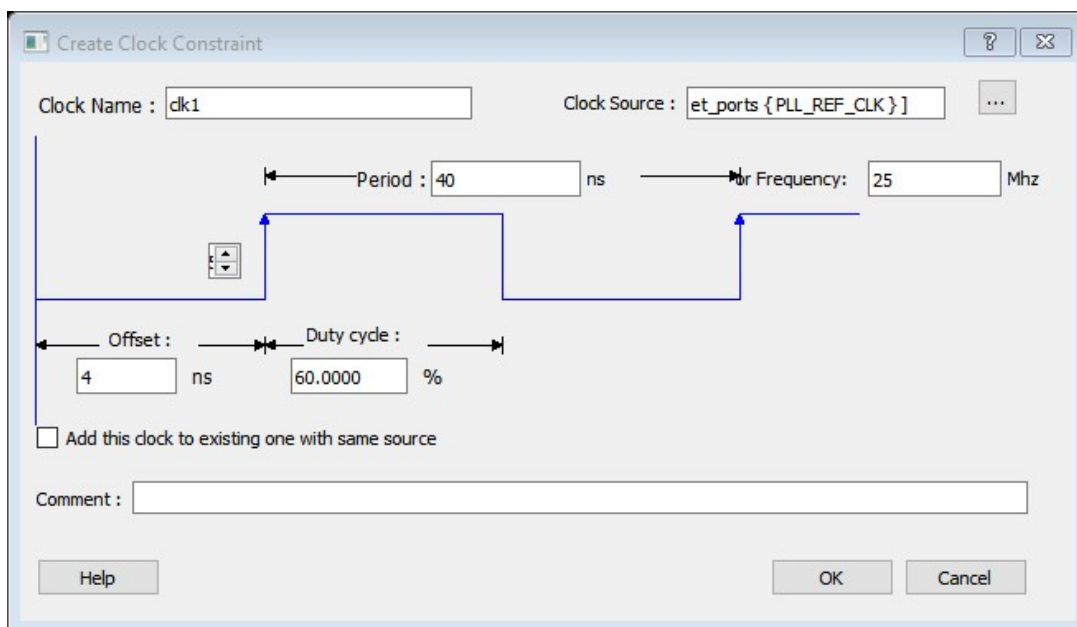 Create Clock Constraint
Clock Name : clk1 Clock Source : et_ports { PLL_REF_CLK } ] ...
Period : 40 ns or Frequency: 25 Mhz
Offset : Duty cycle :
4 ns 60.0000 %
Add this clock to existing one with same source
Comment :
Help OK Cancel